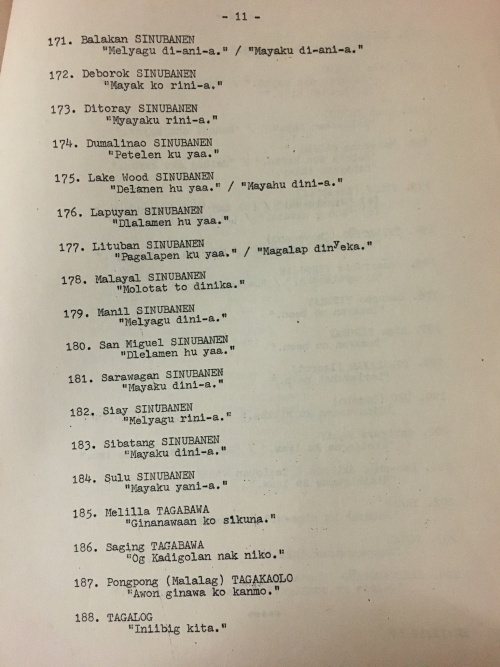 - 11 -
171. Balakan SINUBANEN
"Melyagu di-ani-a." / "Mayaku di-ani-a."
172. Deborok SINUBANEN
"Mayak ko rini-a."
173. Ditoray SINUBANEN
"Myayaku rini-a."
174. Dumalinao SINUBANEN
"Petelen ku yaa."
175. Lake Wood SINUBANEN
"Delanen hu yaa." / "Mayahu dini-a."
176. Lapuyan SINUBANEN
"Dlalamen hu yaa."
177. Lituban SINUBANEN
"Pagalapen ku yaa." / "Magalap dinyeka."
178. Malayal SINUBANEN
"Molotat to dinika."
179. Manil SINUBANEN
"Melyagu dini-a."
180. San Miguel SINUBANEN
"Dlelamen hu yaa."
181. Sarawagan SINUBANEN
"Mayaku dini-a."
182. Siay SINUBANEN
"Melyagu rini-a."
183. Sibatang SINUBANEN
"Mayaku dini-a."
184. Sulu SINUBANEN
"Mayaku yani-a."
185. Melilla TAGABAWA
"Ginanawaan ko sikuna."
186. Saging TAGABAWA
"Og Kadigolan nak niko."
187. Pongpong (Malalag) TAGAKAOLO
"Awon ginawa ko kanmo."
188. TAGALOG
"Iniibig kita."